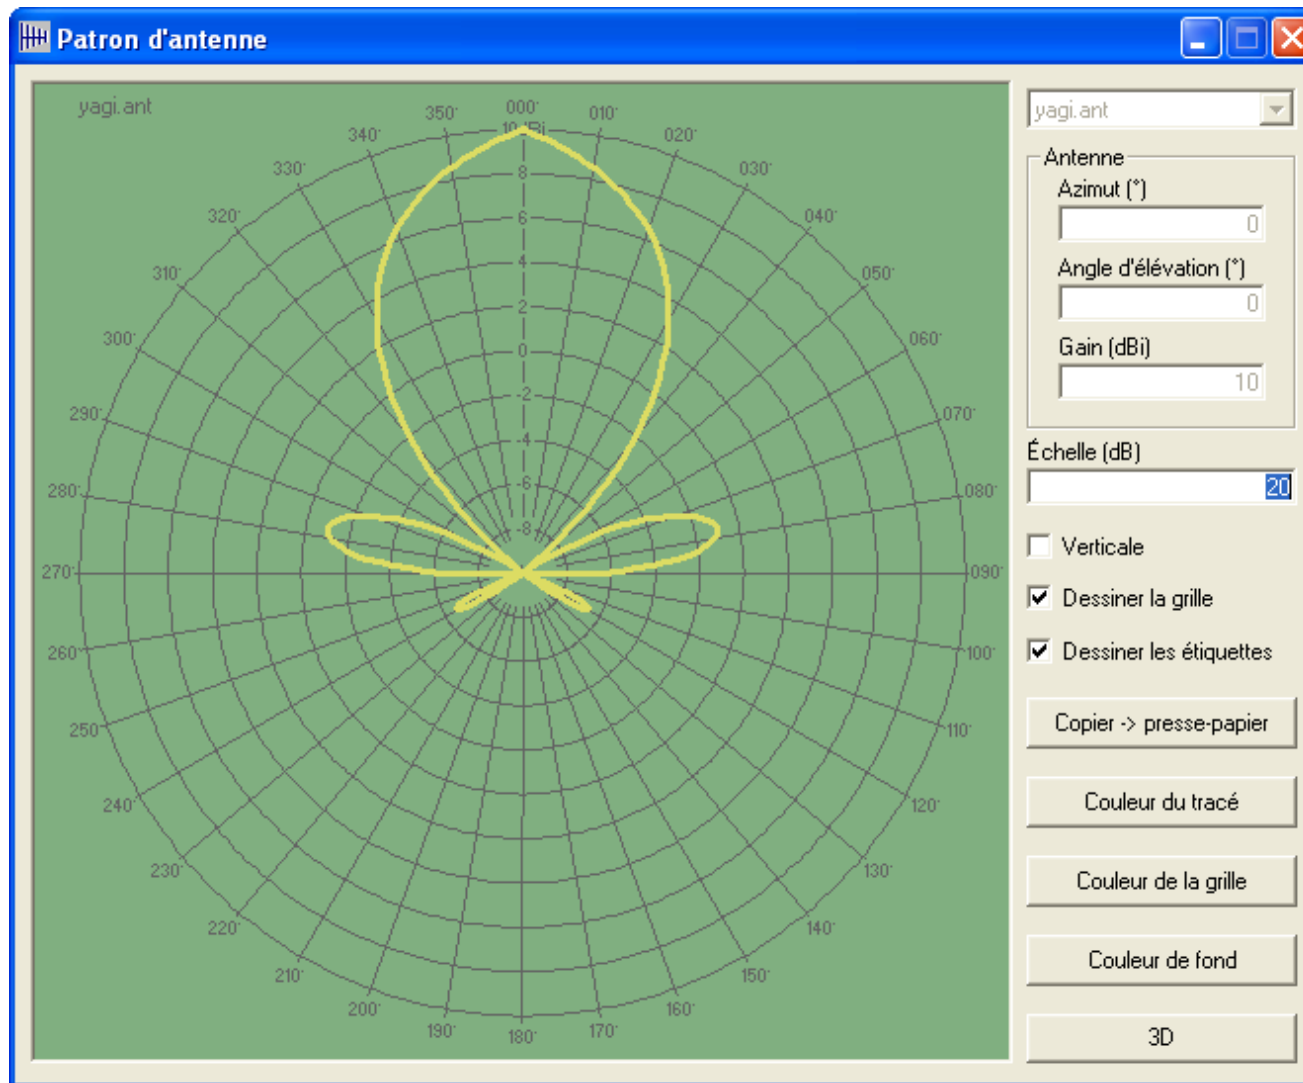 Patron d'antenne
yagi.ant
000°
10 dBi
350°
010°
340°
020°
330°
030°
320°
040°
310°
050°
300°
060°
290°
070°
280°
080°
270°
090°
260°
100°
250°
110°
240°
120°
230°
130°
220°
140°
210°
150°
200°
160°
190°
170°
180°
8
6
4
2
0
-2
-4
-6
-8
yagi.ant
Antenne
Azimut (°)
0
Angle d'élévation (°)
0
Gain (dBi)
10
Échelle (dB)
20
Verticale
Dessiner la grille
Dessiner les étiquettes
Copier -> presse-papier
Couleur du tracé
Couleur de la grille
Couleur de fond
3D